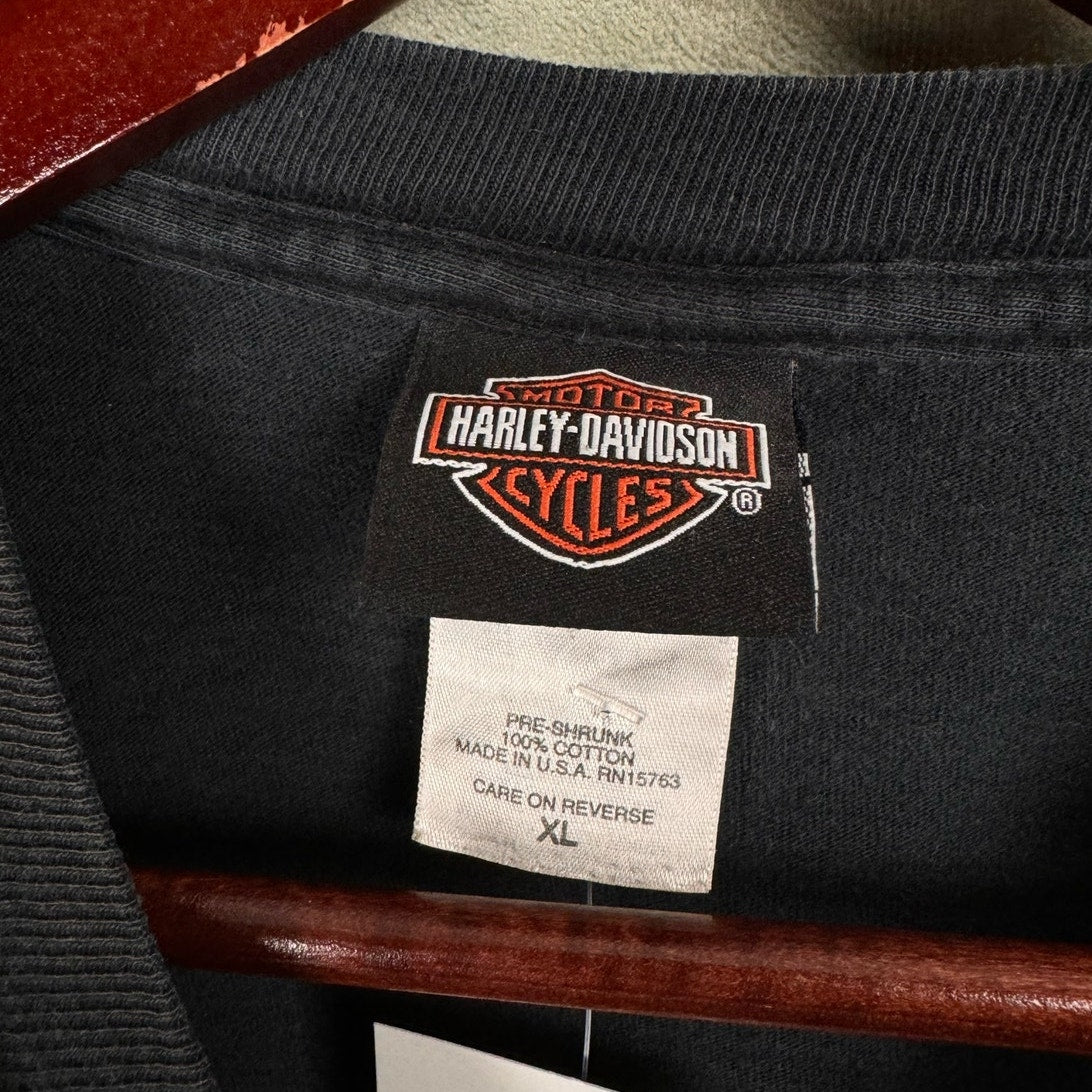 MOTOR
HARLEY-DAVIDSON
CYCLES
®
PRE-SHRUNK
100% COTTON
MADE IN U.S.A. RN15763
CARE ON REVERSE
XL